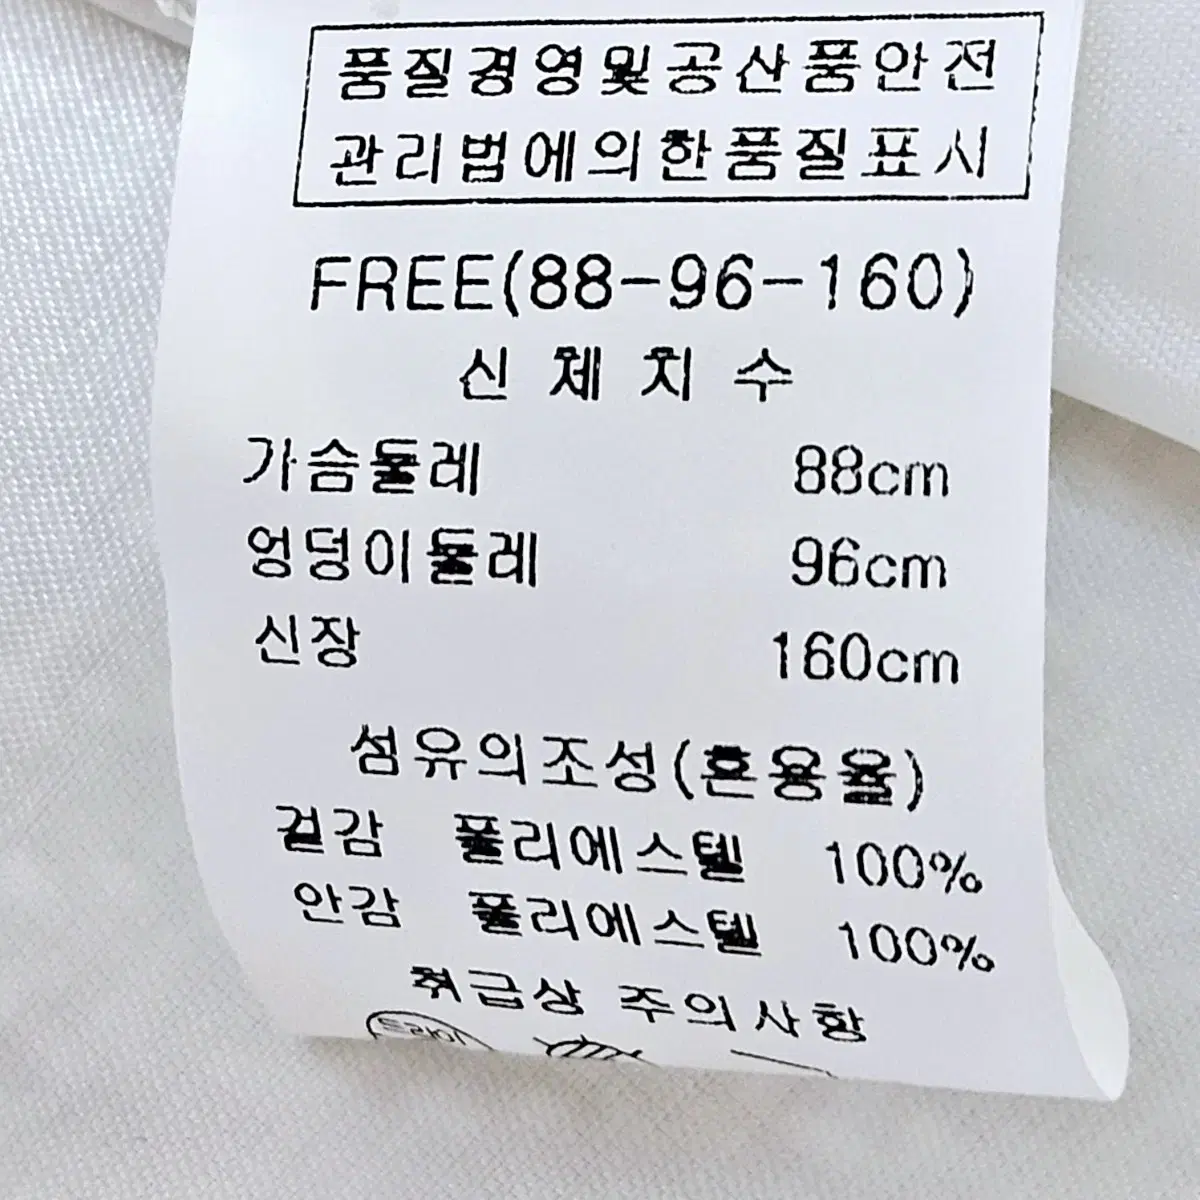 품질경영및공산품안전
관리법에의한품질표시
FREE(88-96-160)
신체치수
가슴둘레 88cm
엉덩이둘레 96cm
신장 160cm
섬유의조성(혼용율)
겉감 폴리에스텔 100%
안감 폴리에스텔 100%
취급상 주의사항
드라이